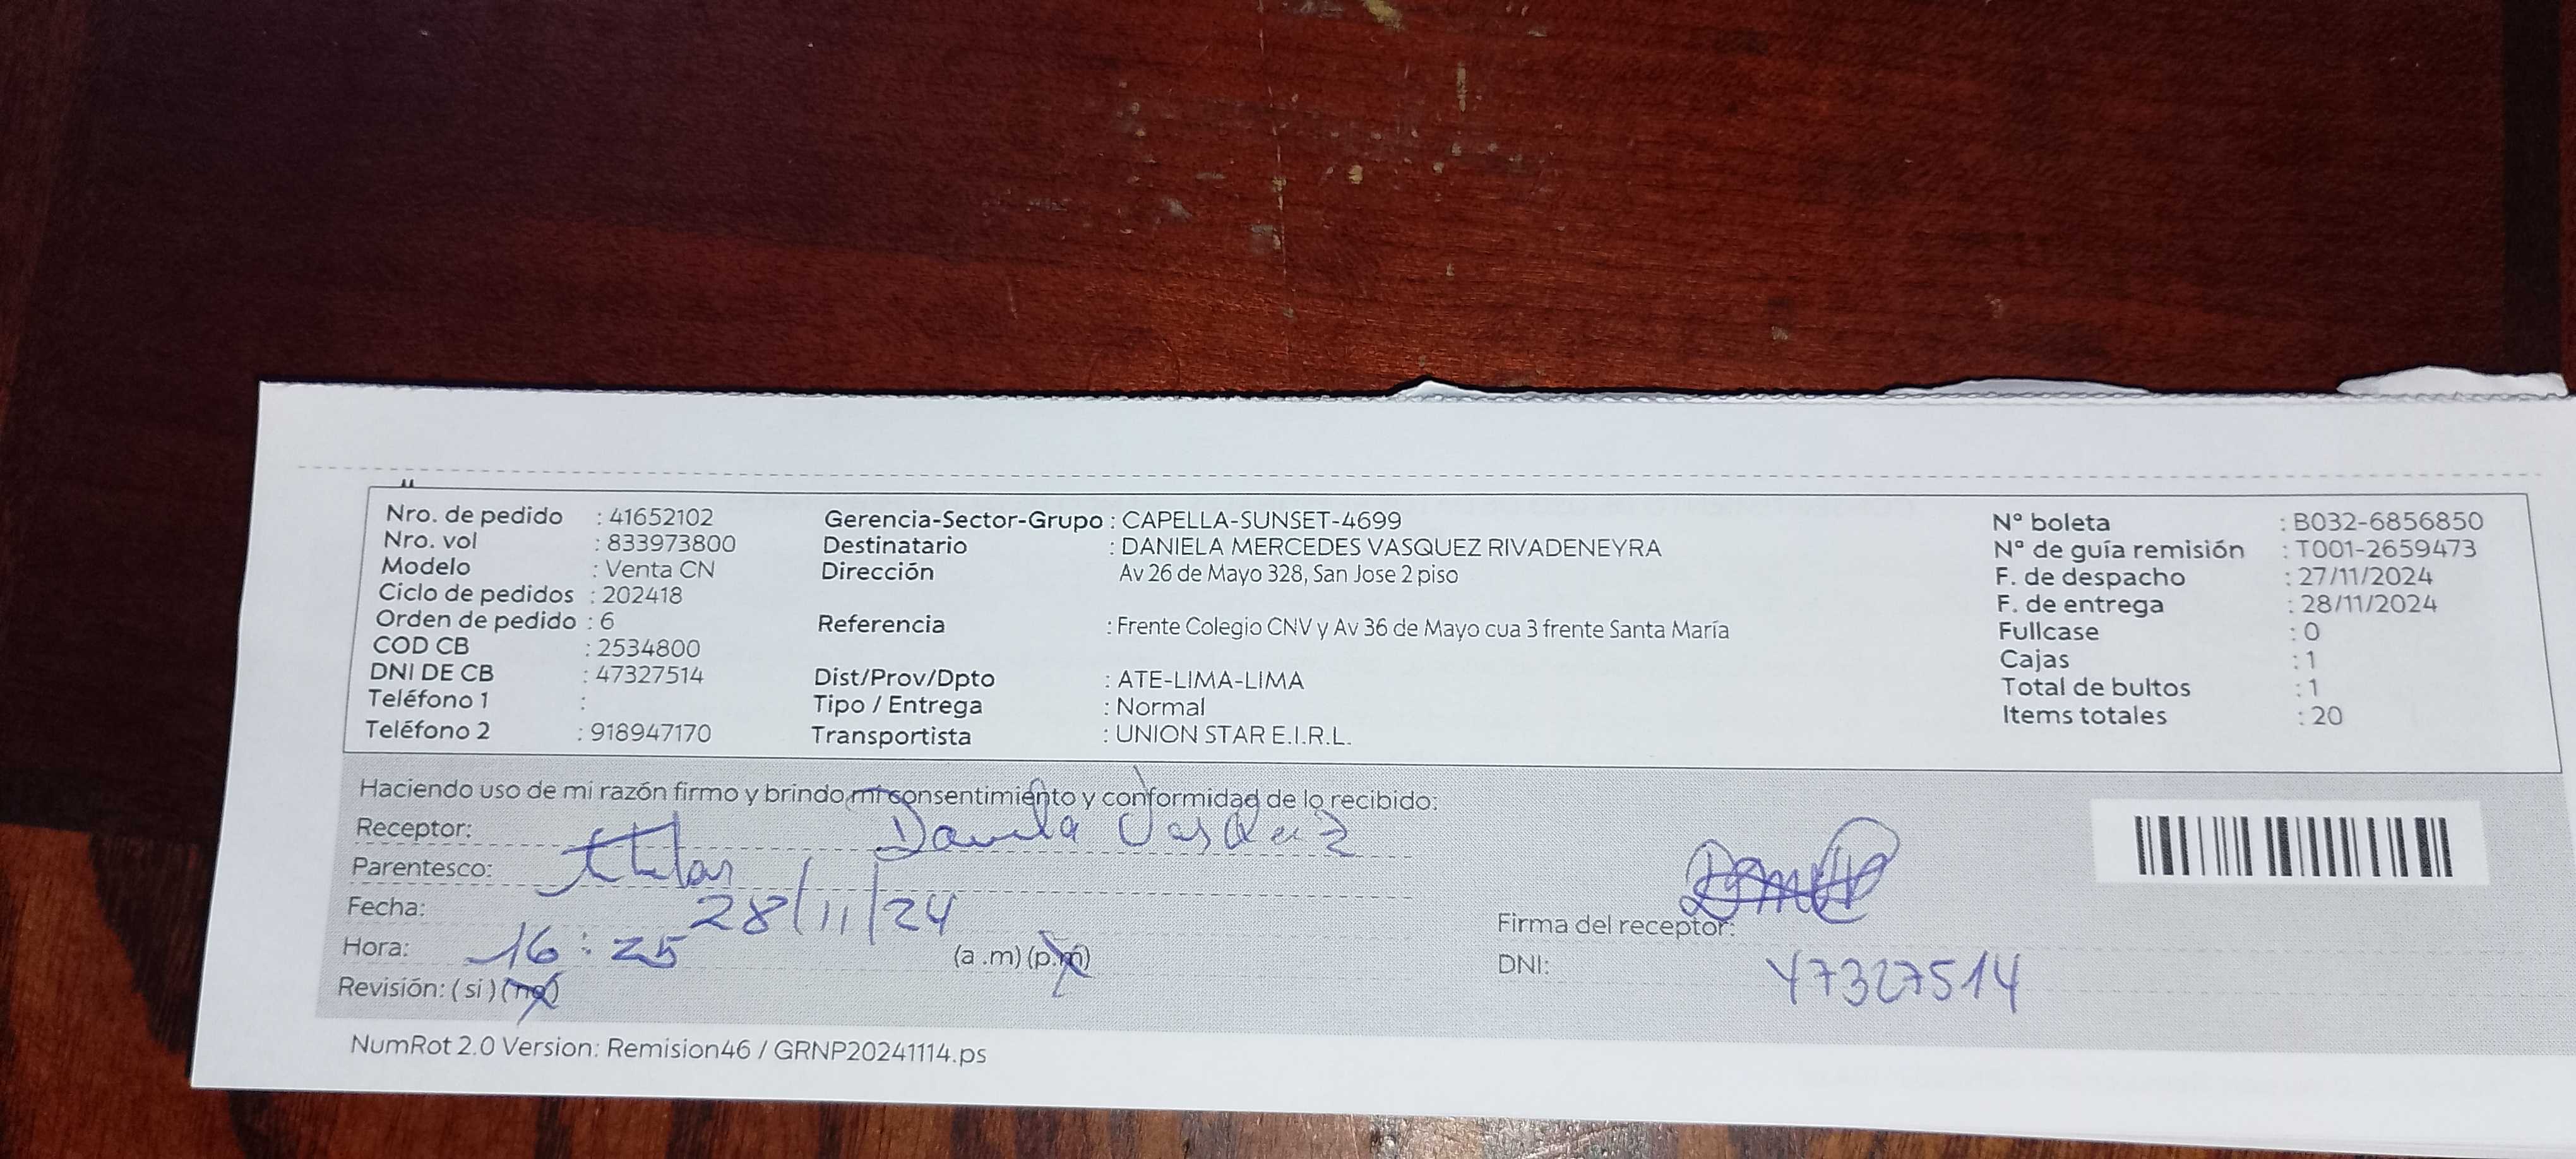 Nro. de pedido : 41652102
Nro. vol : 833973800
Modelo : Venta CN
Ciclo de pedidos : 202418
Orden de pedido : 6
COD CB : 2534800
DNI DE CB : 47327514
Teléfono 1 :
Teléfono 2 : 918947170
Gerencia-Sector-Grupo : CAPELLA-SUNSET-4699
Destinatario : DANIELA MERCEDES VASQUEZ RIVADENEYRA
Dirección Av 26 de Mayo 328, San Jose 2 piso
Referencia : Frente Colegio CNV y Av 36 de Mayo cua 3 frente Santa María
Dist/Prov/Dpto : ATE-LIMA-LIMA
Tipo / Entrega : Normal
Transportista : UNION STAR E.I.R.L.
N° boleta : B032-6856850
N° de guía remisión : T001-2659473
F. de despacho : 27/11/2024
F. de entrega : 28/11/2024
Fullcase : 0
Cajas : 1
Total de bultos : 1
Items totales : 20
Haciendo uso de mi razón firmo y brindo mi consentimiento y conformidad de lo recibido:
Receptor: Daniela Vasquez
Parentesco: titular
Fecha: 28/11/24
Hora: 16:25 (a .m) (p.m)
Revisión: ( si ) (no)
Firma del receptor:
DNI: 47327514
NumRot 2.0 Version: Remision46 / GRNP20241114.ps